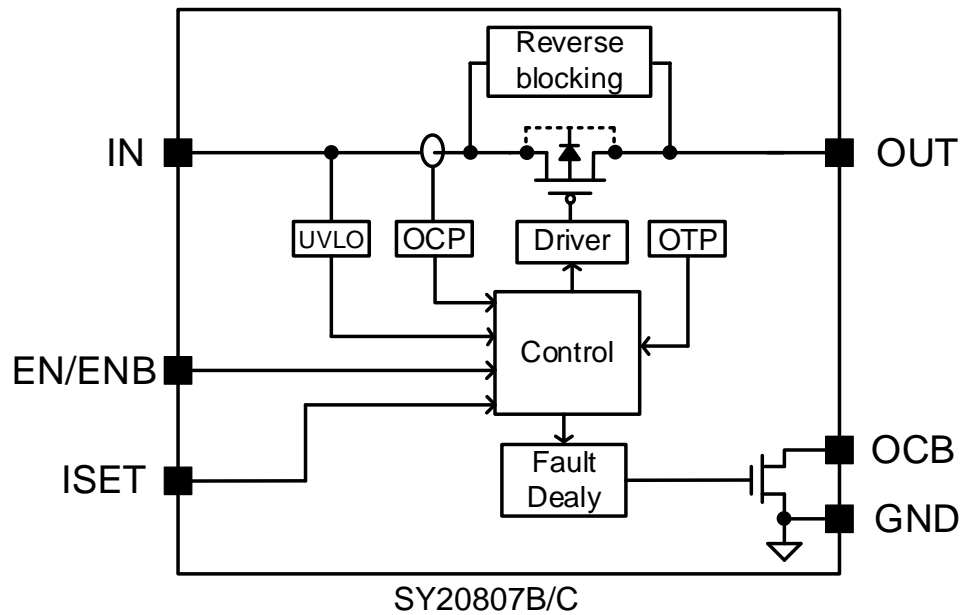 Reverse
blocking
IN
OUT
UVLO
OCP
Driver
OTP
Control
EN/ENB
ISET
Fault
Dealy
OCB
GND
SY20807B/C